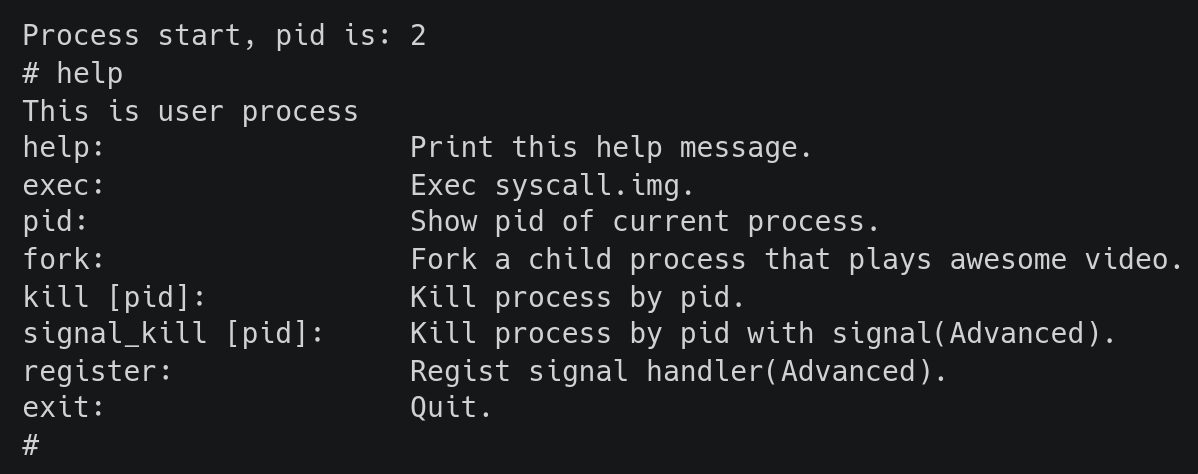 Process start, pid is: 2
# help
This is user process
help: Print this help message.
exec: Exec syscall.img.
pid: Show pid of current process.
fork: Fork a child process that plays awesome video.
kill [pid]: Kill process by pid.
signal_kill [pid]: Kill process by pid with signal(Advanced).
register: Regist signal handler(Advanced).
exit: Quit.
#